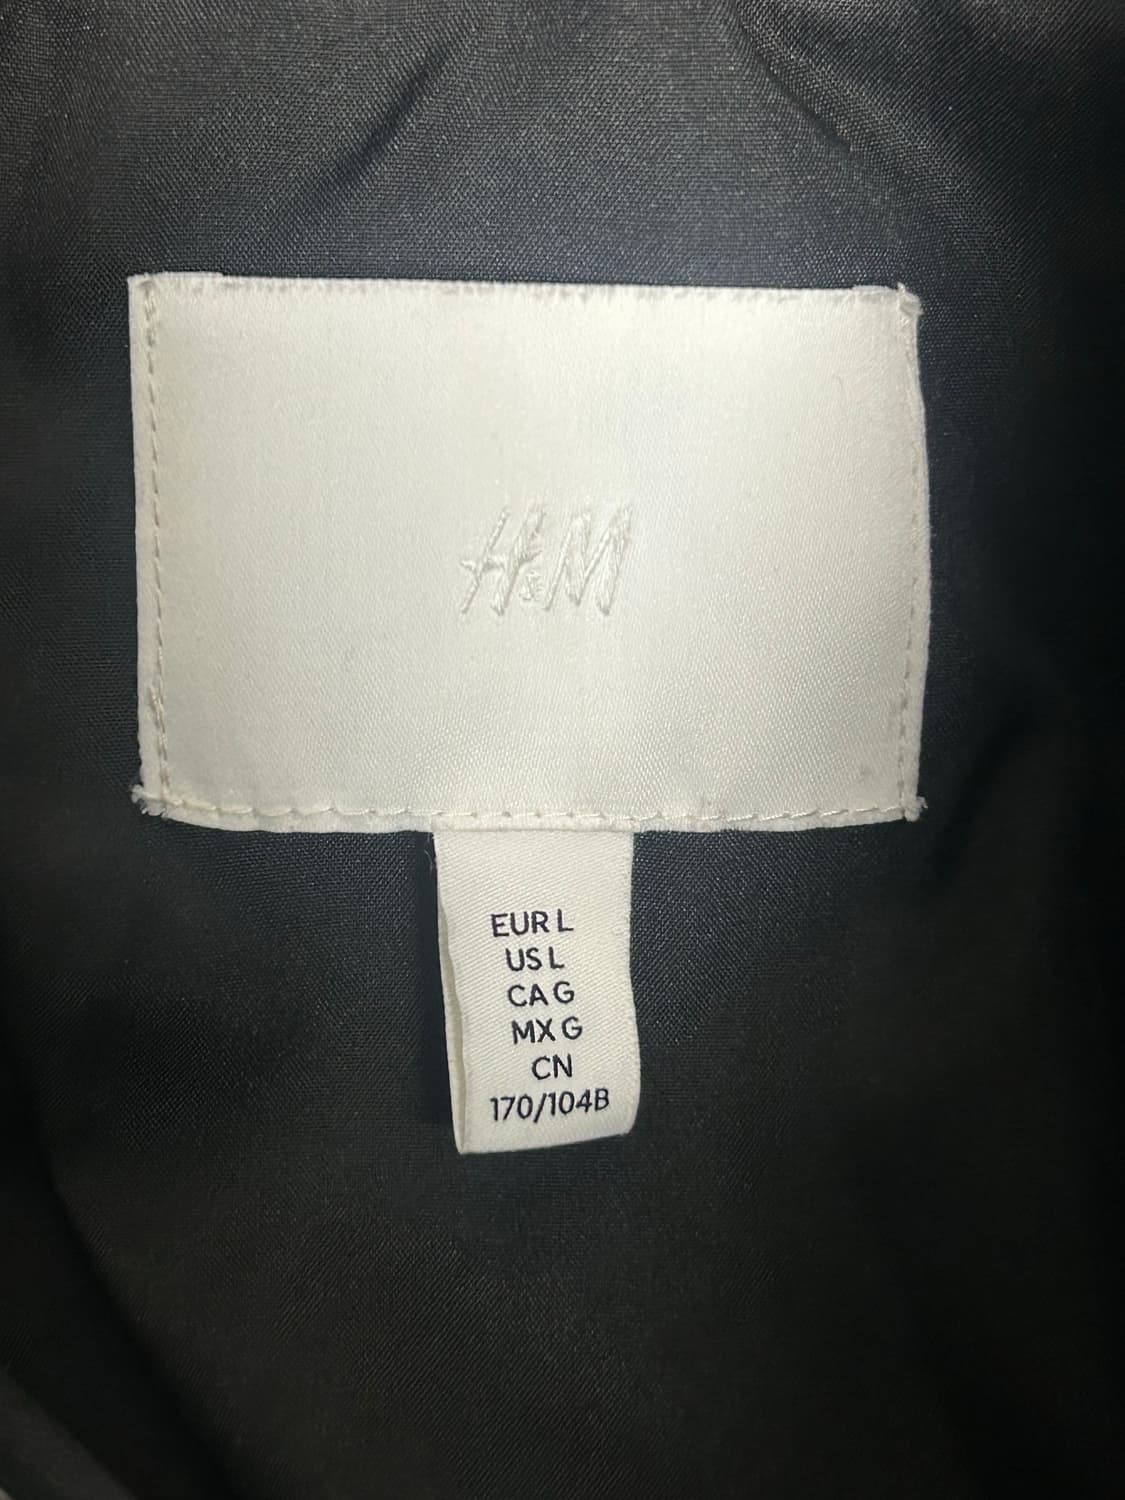 H&M
EUR L
US L
CA G
MX G
CN
170/104B